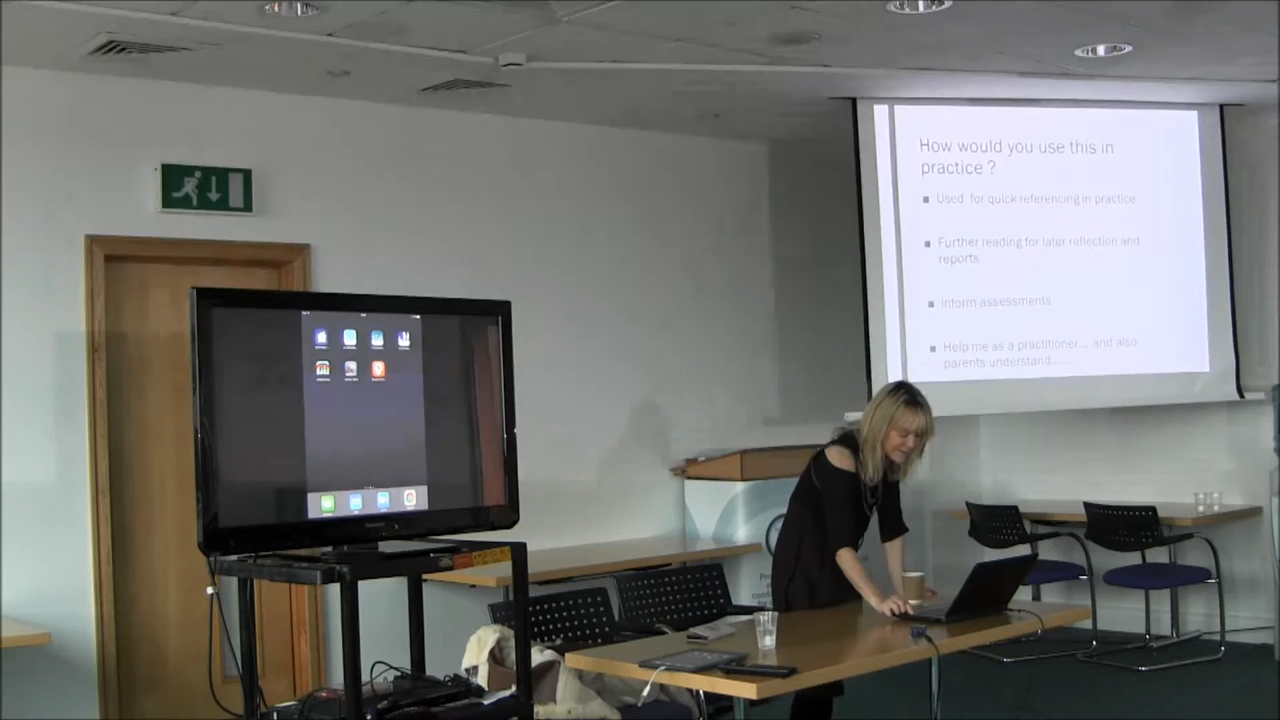 How would you use this in
practice ?
Used for quick referencing in practice
Further reading for later reflection and
reports
Inform assessments
Help me as a practitioner... and also
parents understand......
Panasonic